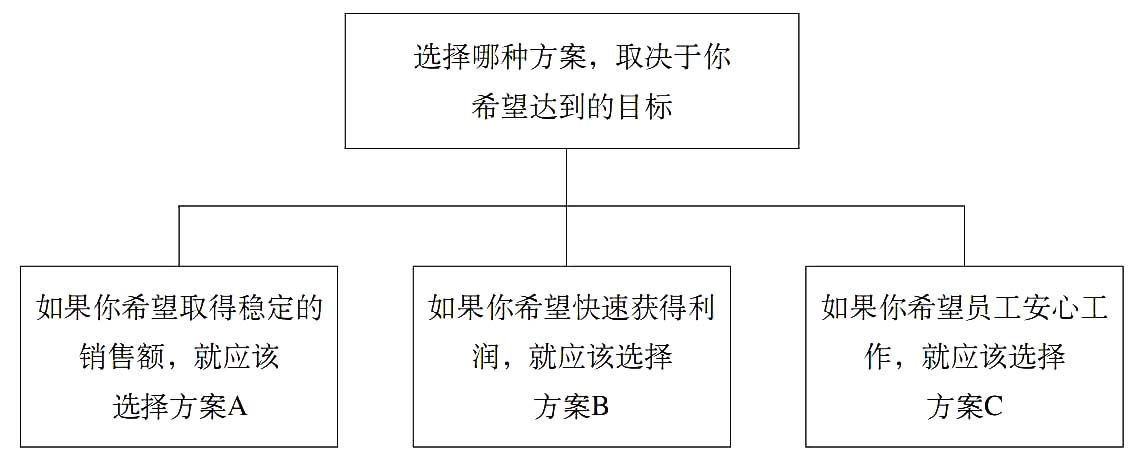 选择哪种方案，取决于你
希望达到的目标
如果你希望取得稳定的
销售额，就应该
选择方案A
如果你希望快速获得利
润，就应该选择
方案B
如果你希望员工安心工
作，就应该选择
方案C